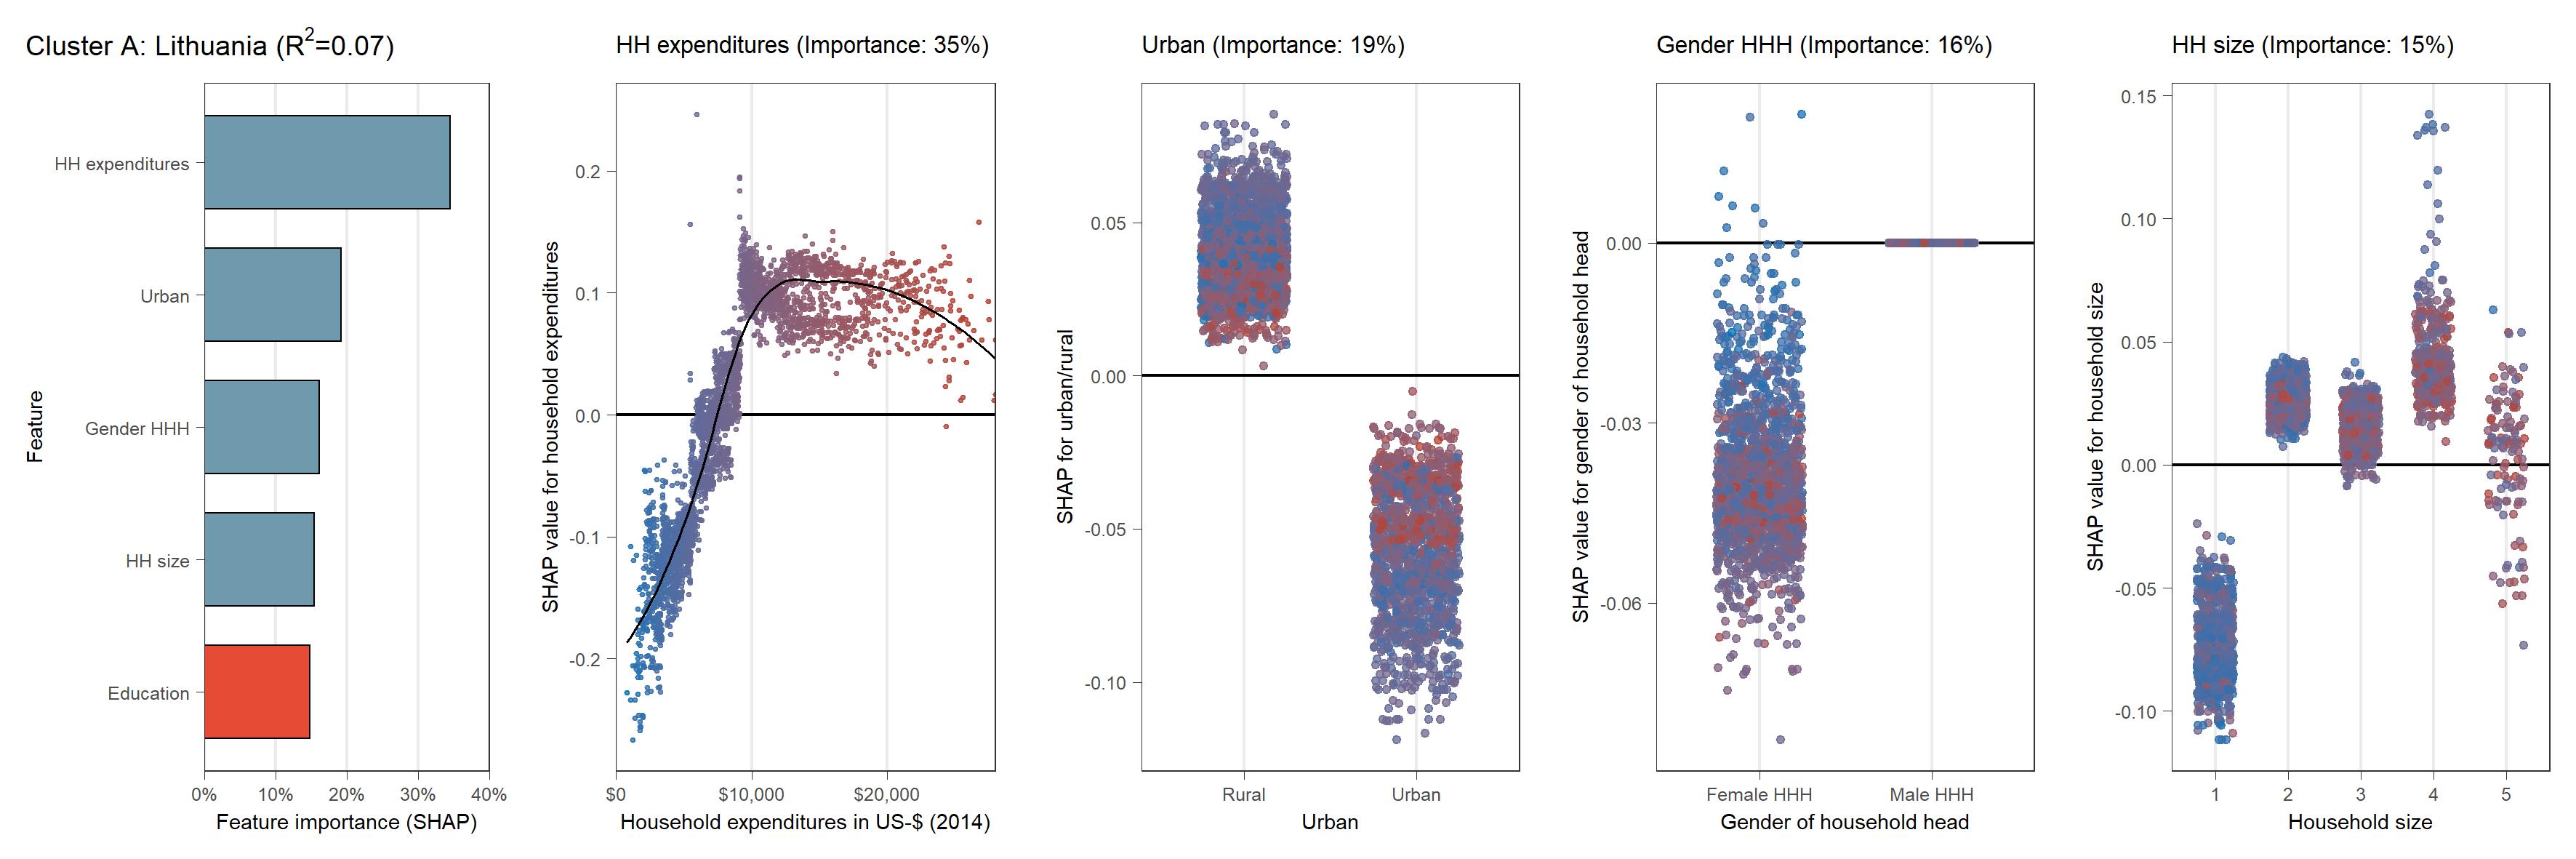 Cluster A: Lithuania (R2=0.07)
Feature
HH expenditures
Urban
Gender HHH
HH size
Education
0% 10% 20% 30% 40%
Feature importance (SHAP)
HH expenditures (Importance: 35%)
SHAP value for household expenditures
0.2
0.1
0.0
-0.1
-0.2
$0 $10,000 $20,000
Household expenditures in US-$ (2014)
Urban (Importance: 19%)
SHAP for urban/rural
0.05
0.00
-0.05
-0.10
Rural Urban
Urban
Gender HHH (Importance: 16%)
SHAP value for gender of household head
0.00
-0.03
-0.06
Female HHH Male HHH
Gender of household head
HH size (Importance: 15%)
SHAP value for household size
0.15
0.10
0.05
0.00
-0.05
-0.10
1 2 3 4 5
Household size